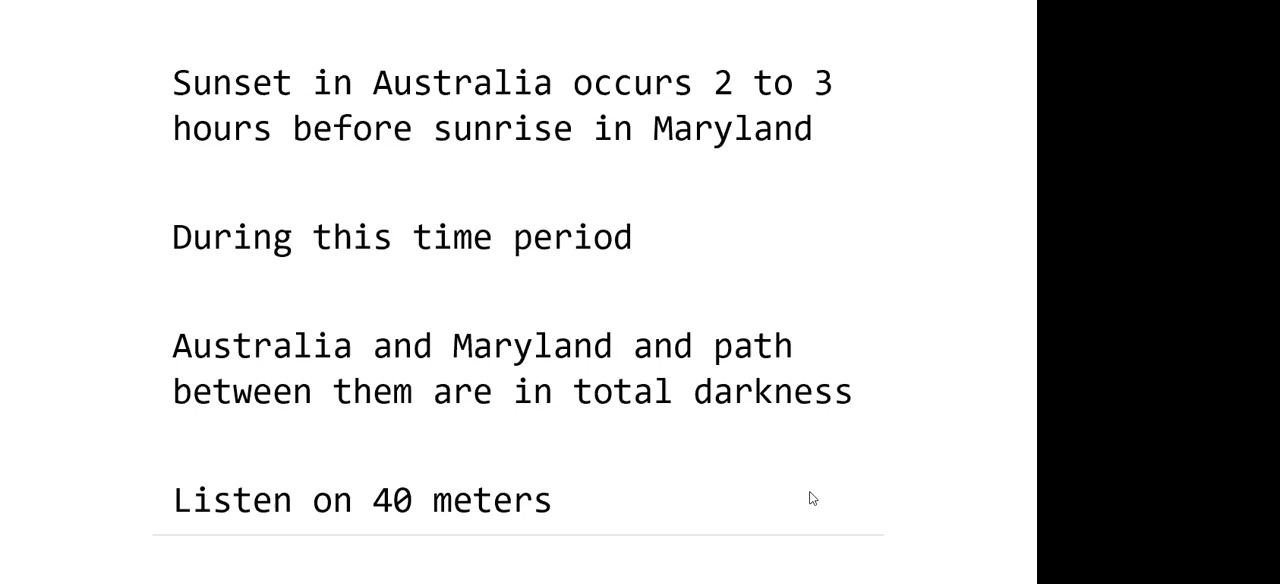 Sunset in Australia occurs 2 to 3
hours before sunrise in Maryland
During this time period
Australia and Maryland and path
between them are in total darkness
Listen on 40 meters